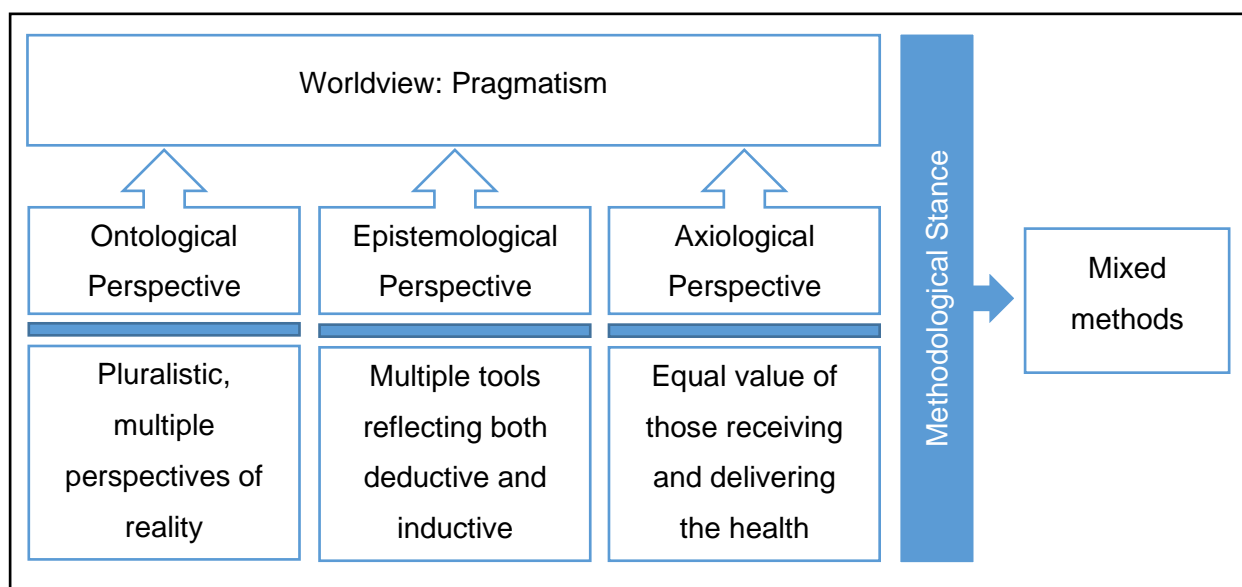 Worldview: Pragmatism
Ontological
Perspective
Epistemological
Perspective
Axiological
Perspective
Pluralistic,
multiple
perspectives of
reality
Multiple tools
reflecting both
deductive and
inductive
Equal value of
those receiving
and delivering
the health
Methodological Stance
Mixed
methods